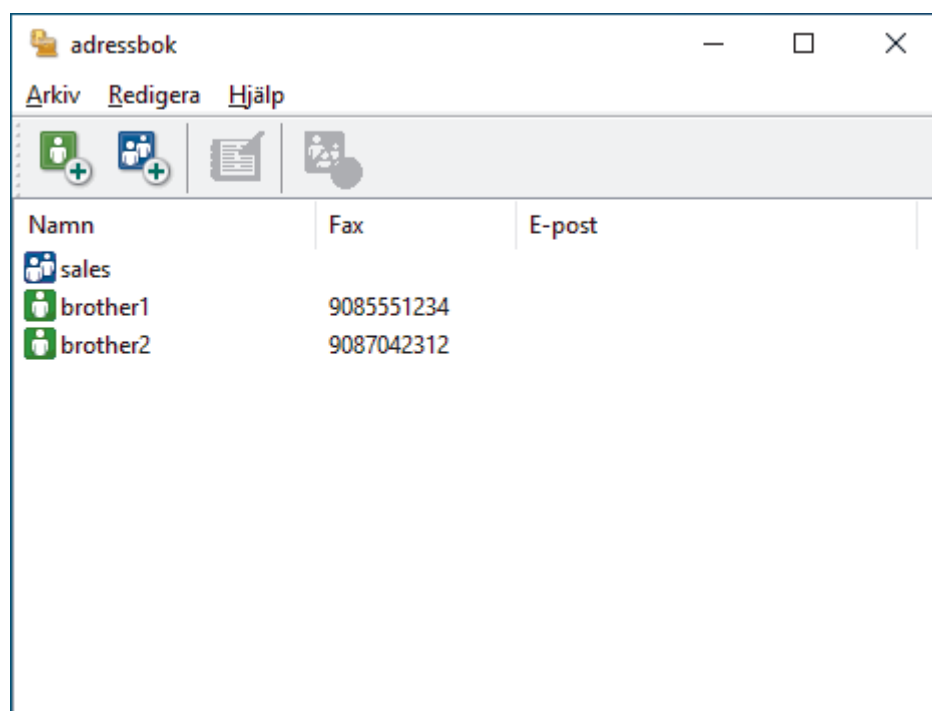 adressbok
Arkiv Redigera Hjälp
Namn Fax E-post
sales
brother1 9085551234
brother2 9087042312